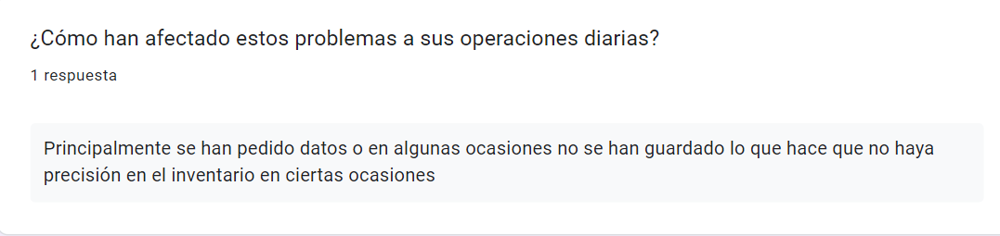 ¿Cómo han afectado estos problemas a sus operaciones diarias?
1 respuesta
Principalmente se han pedido datos o en algunas ocasiones no se han guardado lo que hace que no haya
precisión en el inventario en ciertas ocasiones